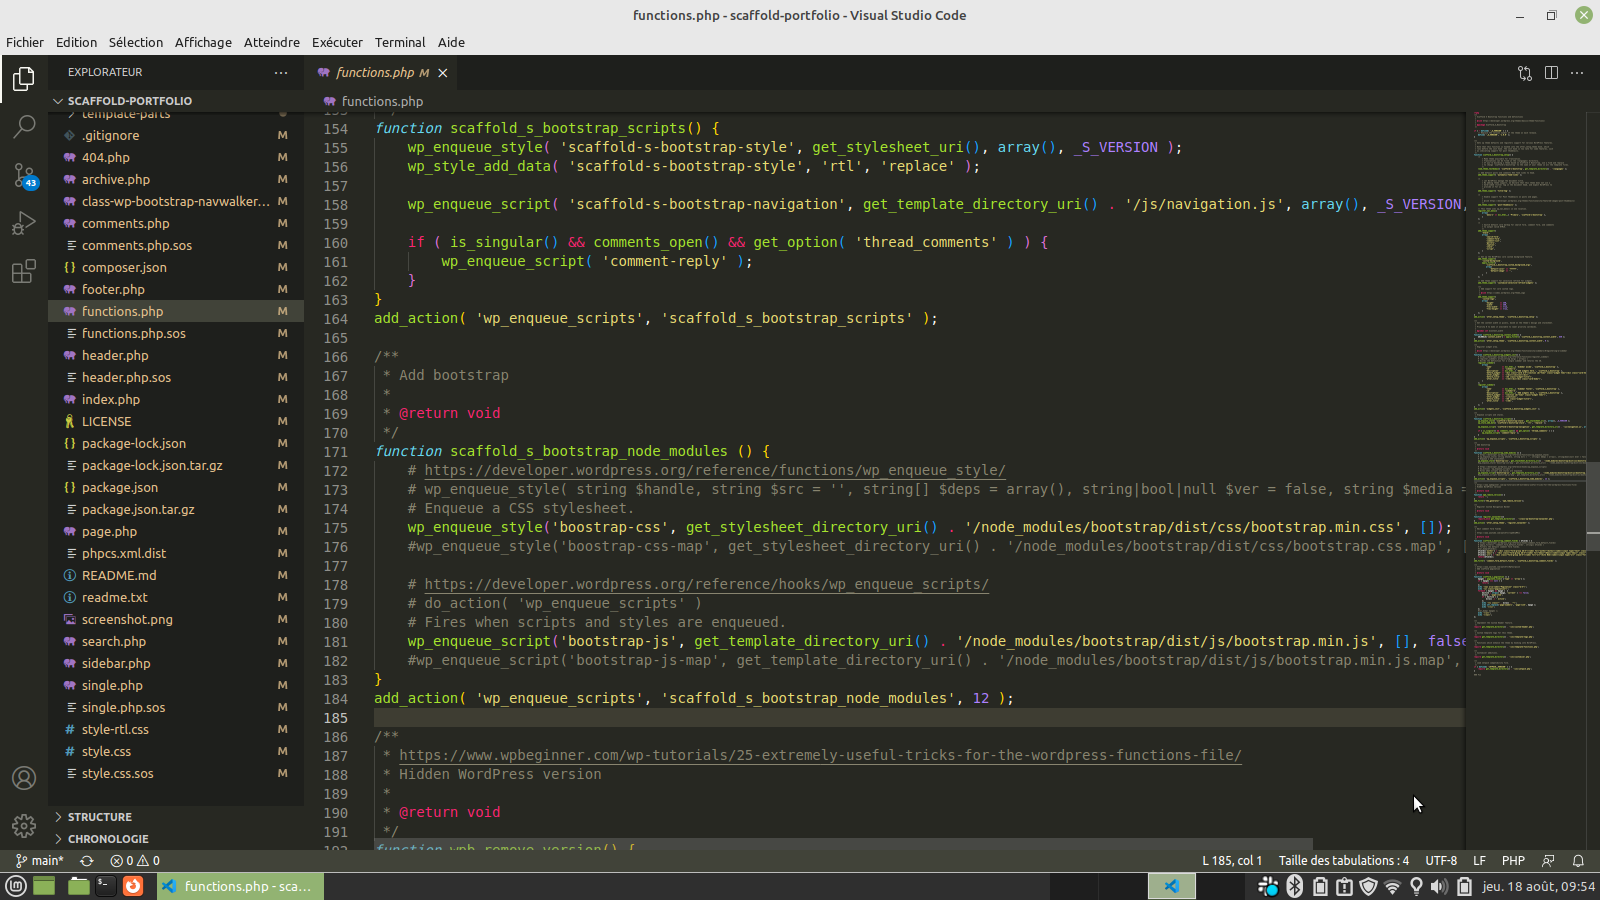 functions.php - scaffold-portfolio - Visual Studio Code
Fichier Edition Sélection Affichage Atteindre Exécuter Terminal Aide
EXPLORATEUR
functions.php M
SCAFFOLD-PORTFOLIO
functions.php
template-parts
.gitignore M
404.php M
archive.php M
class-wp-bootstrap-navwalker... M
comments.php M
comments.php.sos M
composer.json M
footer.php M
functions.php M
functions.php.sos M
header.php M
header.php.sos M
index.php M
LICENSE M
package-lock.json M
package-lock.json.tar.gz M
package.json M
package.json.tar.gz M
page.php M
phpcs.xml.dist M
README.md M
readme.txt M
screenshot.png M
search.php M
sidebar.php M
single.php M
single.php.sos M
style-rtl.css M
style.css M
style.css.sos M
STRUCTURE
CHRONOLOGIE
43
154 function scaffold_s_bootstrap_scripts() {
155 wp_enqueue_style( 'scaffold-s-bootstrap-style', get_stylesheet_uri(), array(), _S_VERSION );
156 wp_style_add_data( 'scaffold-s-bootstrap-style', 'rtl', 'replace' );
157
158 wp_enqueue_script( 'scaffold-s-bootstrap-navigation', get_template_directory_uri() . '/js/navigation.js', array(), _S_VERSION,
159
160 if ( is_singular() && comments_open() && get_option( 'thread_comments' ) ) {
161 wp_enqueue_script( 'comment-reply' );
162 }
163 }
164 add_action( 'wp_enqueue_scripts', 'scaffold_s_bootstrap_scripts' );
165
166 /**
167 * Add bootstrap
168 *
169 * @return void
170 */
171 function scaffold_s_bootstrap_node_modules () {
172 # https://developer.wordpress.org/reference/functions/wp_enqueue_style/
173 # wp_enqueue_style( string $handle, string $src = '', string[] $deps = array(), string|bool|null $ver = false, string $media =
174 # Enqueue a CSS stylesheet.
175 wp_enqueue_style('boostrap-css', get_stylesheet_directory_uri() . '/node_modules/bootstrap/dist/css/bootstrap.min.css', []);
176 #wp_enqueue_style('boostrap-css-map', get_stylesheet_directory_uri() . '/node_modules/bootstrap/dist/css/bootstrap.css.map', [
177
178 # https://developer.wordpress.org/reference/hooks/wp_enqueue_scripts/
179 # do_action( 'wp_enqueue_scripts' )
180 # Fires when scripts and styles are enqueued.
181 wp_enqueue_script('bootstrap-js', get_template_directory_uri() . '/node_modules/bootstrap/dist/js/bootstrap.min.js', [], false
182 #wp_enqueue_script('bootstrap-js-map', get_template_directory_uri() . '/node_modules/bootstrap/dist/js/bootstrap.min.js.map',
183 }
184 add_action( 'wp_enqueue_scripts', 'scaffold_s_bootstrap_node_modules', 12 );
185
186 /**
187 * https://www.wpbeginner.com/wp-tutorials/25-extremely-useful-tricks-for-the-wordpress-functions-file/
188 * Hidden WordPress version
189 *
190 * @return void
191 */
192 function wpb_remove_version() {
main* 0 0 L 185, col 1 Taille des tabulations : 4 UTF-8 LF PHP
functions.php - sca... jeu. 18 août, 09:54